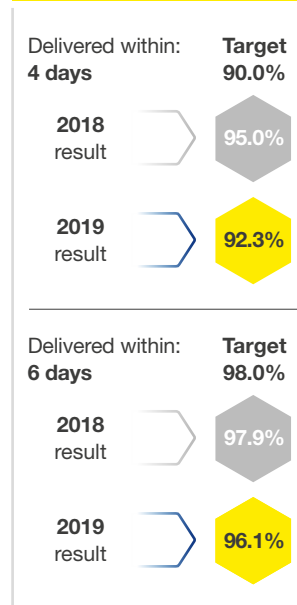 Delivered within: Target
4 days 90.0%
2018
result
95.0%
2019
result
92.3%
Delivered within: Target
6 days 98.0%
2018
result
97.9%
2019
result
96.1%